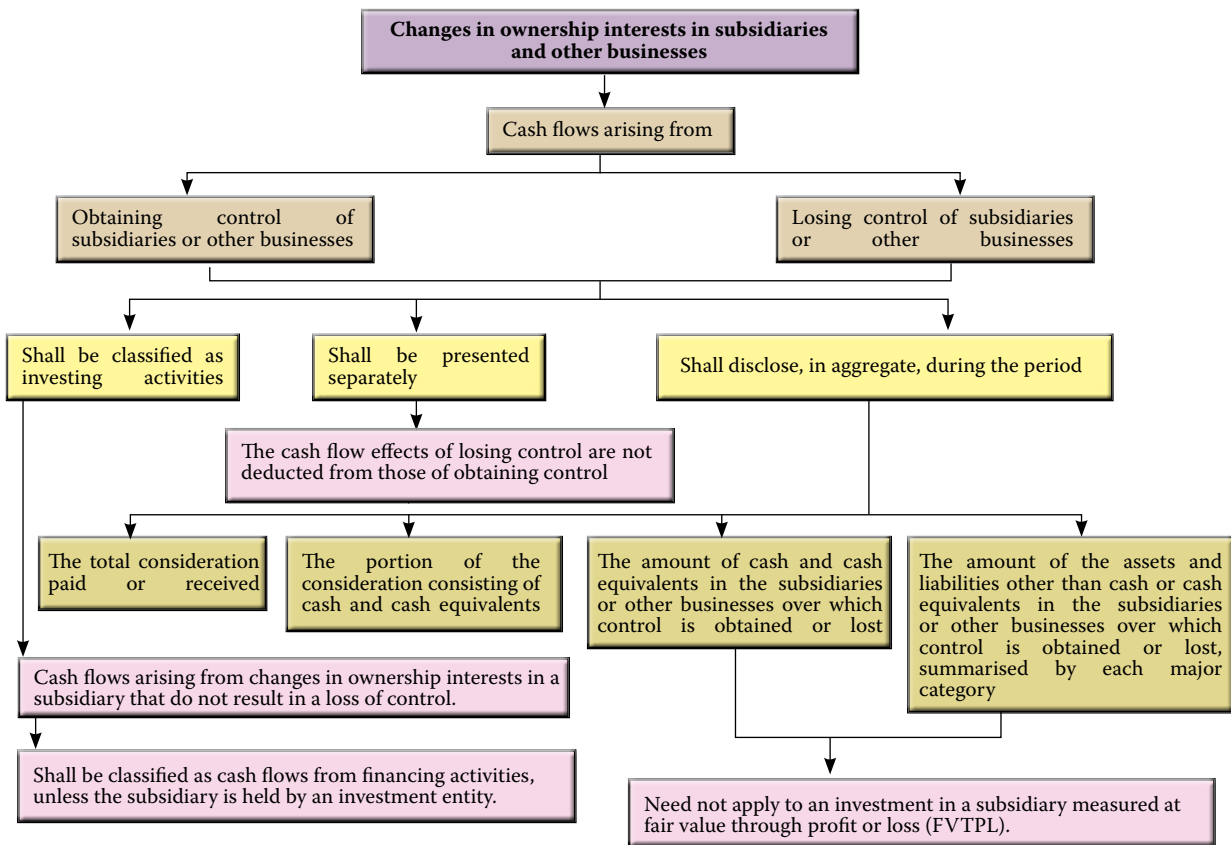 Changes in ownership interests in subsidiaries
and other businesses
Cash flows arising from
Obtaining control of
subsidiaries or other businesses
Losing control of subsidiaries
or other businesses
Shall be classified as
investing activities
Shall be presented
separately
Shall disclose, in aggregate, during the period
The cash flow effects of losing control are not
deducted from those of obtaining control
The total consideration
paid or received
The portion of the
consideration consisting of
cash and cash equivalents
The amount of cash and cash
equivalents in the subsidiaries
or other businesses over which
control is obtained or lost
The amount of the assets and
liabilities other than cash or cash
equivalents in the subsidiaries
or other businesses over which
control is obtained or lost,
summarised by each major
category
Cash flows arising from changes in ownership interests in a
subsidiary that do not result in a loss of control.
Shall be classified as cash flows from financing activities,
unless the subsidiary is held by an investment entity.
Need not apply to an investment in a subsidiary measured at
fair value through profit or loss (FVTPL).